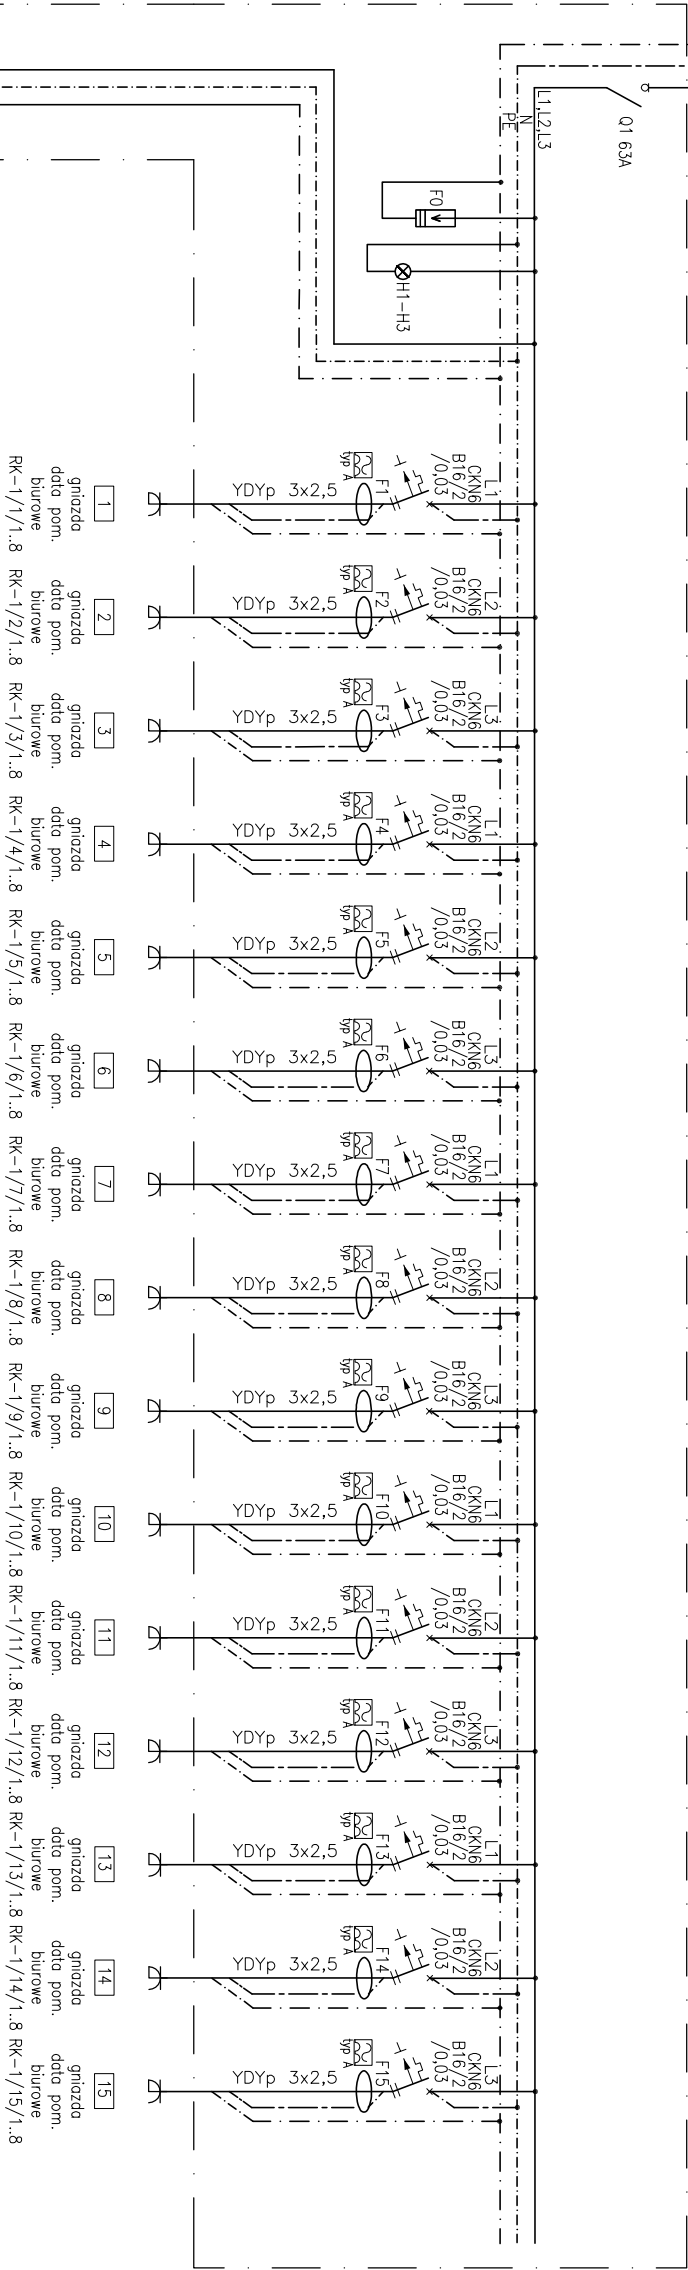 Q1 63A
L1,L2,L3
N
PE
F0
H1-H3
L1
CKN6
B16/2
/0,03
F1
typ A
YDYp 3x2,5
1
gniazda
data pom.
biurowe
RK-1/1/1..8
L2
CKN6
B16/2
/0,03
F2
typ A
YDYp 3x2,5
2
gniazda
data pom.
biurowe
RK-1/2/1..8
L3
CKN6
B16/2
/0,03
F3
typ A
YDYp 3x2,5
3
gniazda
data pom.
biurowe
RK-1/3/1..8
L1
CKN6
B16/2
/0,03
F4
typ A
YDYp 3x2,5
4
gniazda
data pom.
biurowe
RK-1/4/1..8
L2
CKN6
B16/2
/0,03
F5
typ A
YDYp 3x2,5
5
gniazda
data pom.
biurowe
RK-1/5/1..8
L3
CKN6
B16/2
/0,03
F6
typ A
YDYp 3x2,5
6
gniazda
data pom.
biurowe
RK-1/6/1..8
L1
CKN6
B16/2
/0,03
F7
typ A
YDYp 3x2,5
7
gniazda
data pom.
biurowe
RK-1/7/1..8
L2
CKN6
B16/2
/0,03
F8
typ A
YDYp 3x2,5
8
gniazda
data pom.
biurowe
RK-1/8/1..8
L3
CKN6
B16/2
/0,03
F9
typ A
YDYp 3x2,5
9
gniazda
data pom.
biurowe
RK-1/9/1..8
L1
CKN6
B16/2
/0,03
F10
typ A
YDYp 3x2,5
10
gniazda
data pom.
biurowe
RK-1/10/1..8
L2
CKN6
B16/2
/0,03
F11
typ A
YDYp 3x2,5
11
gniazda
data pom.
biurowe
RK-1/11/1..8
L3
CKN6
B16/2
/0,03
F12
typ A
YDYp 3x2,5
12
gniazda
data pom.
biurowe
RK-1/12/1..8
L1
CKN6
B16/2
/0,03
F13
typ A
YDYp 3x2,5
13
gniazda
data pom.
biurowe
RK-1/13/1..8
L2
CKN6
B16/2
/0,03
F14
typ A
YDYp 3x2,5
14
gniazda
data pom.
biurowe
RK-1/14/1..8
L3
CKN6
B16/2
/0,03
F15
typ A
YDYp 3x2,5
15
gniazda
data pom.
biurowe
RK-1/15/1..8